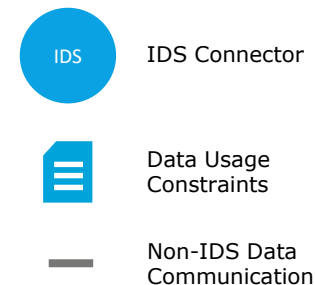 IDS
IDS Connector
Data Usage
Constraints
Non-IDS Data
Communication